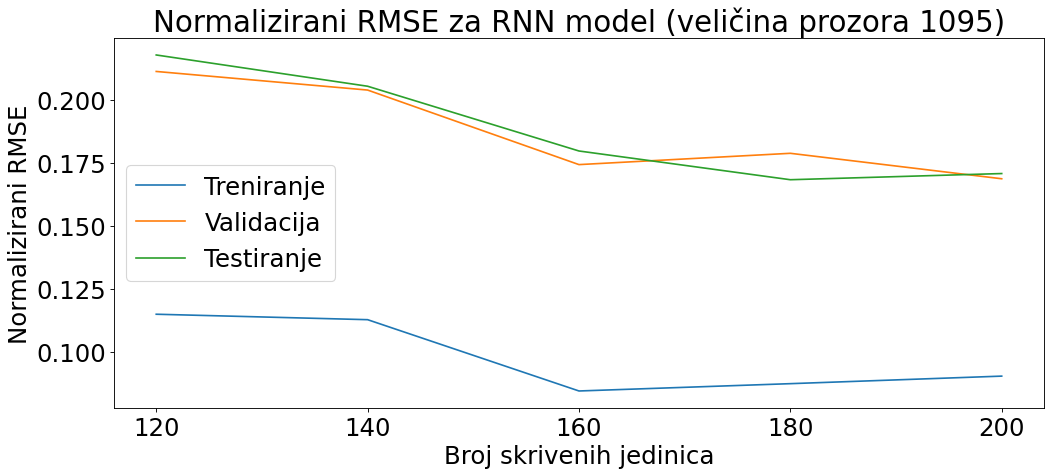 Normalizirani RMSE za RNN model (veličina prozora 1095)
Normalizirani RMSE
0.200
0.175
0.150
0.125
0.100
Treniranje
Validacija
Testiranje
120 140 160 180 200
Broj skrivenih jedinica